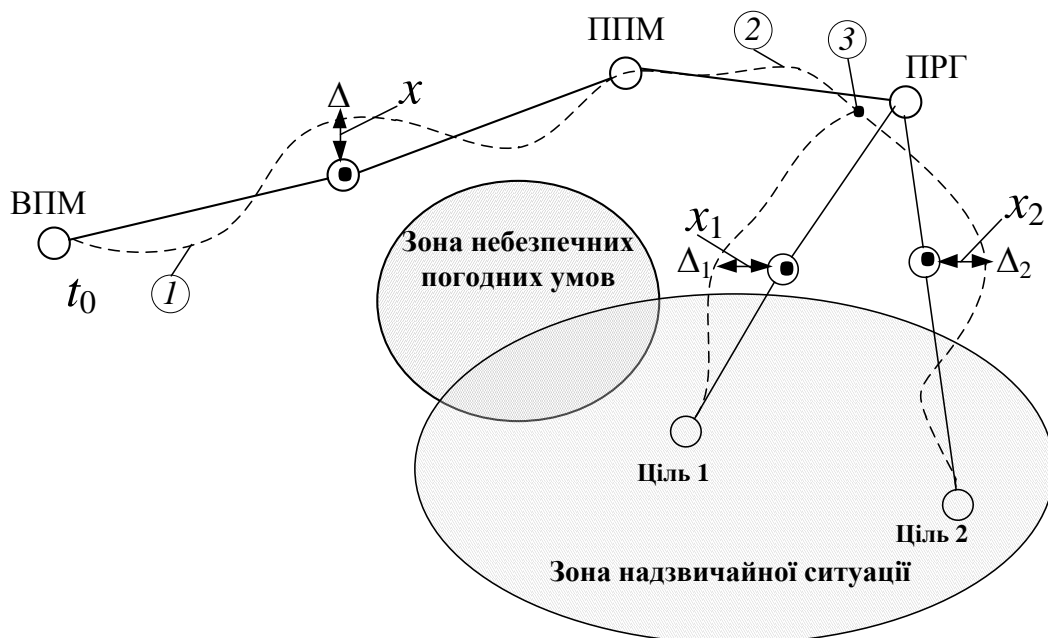 ППМ
2
3
ПРГ
Δ
x
ВПМ
t₀
1
Зона небезпечних
погодних умов
x₁
Δ₁
x₂
Δ₂
Ціль 1
Ціль 2
Зона надзвичайної ситуації